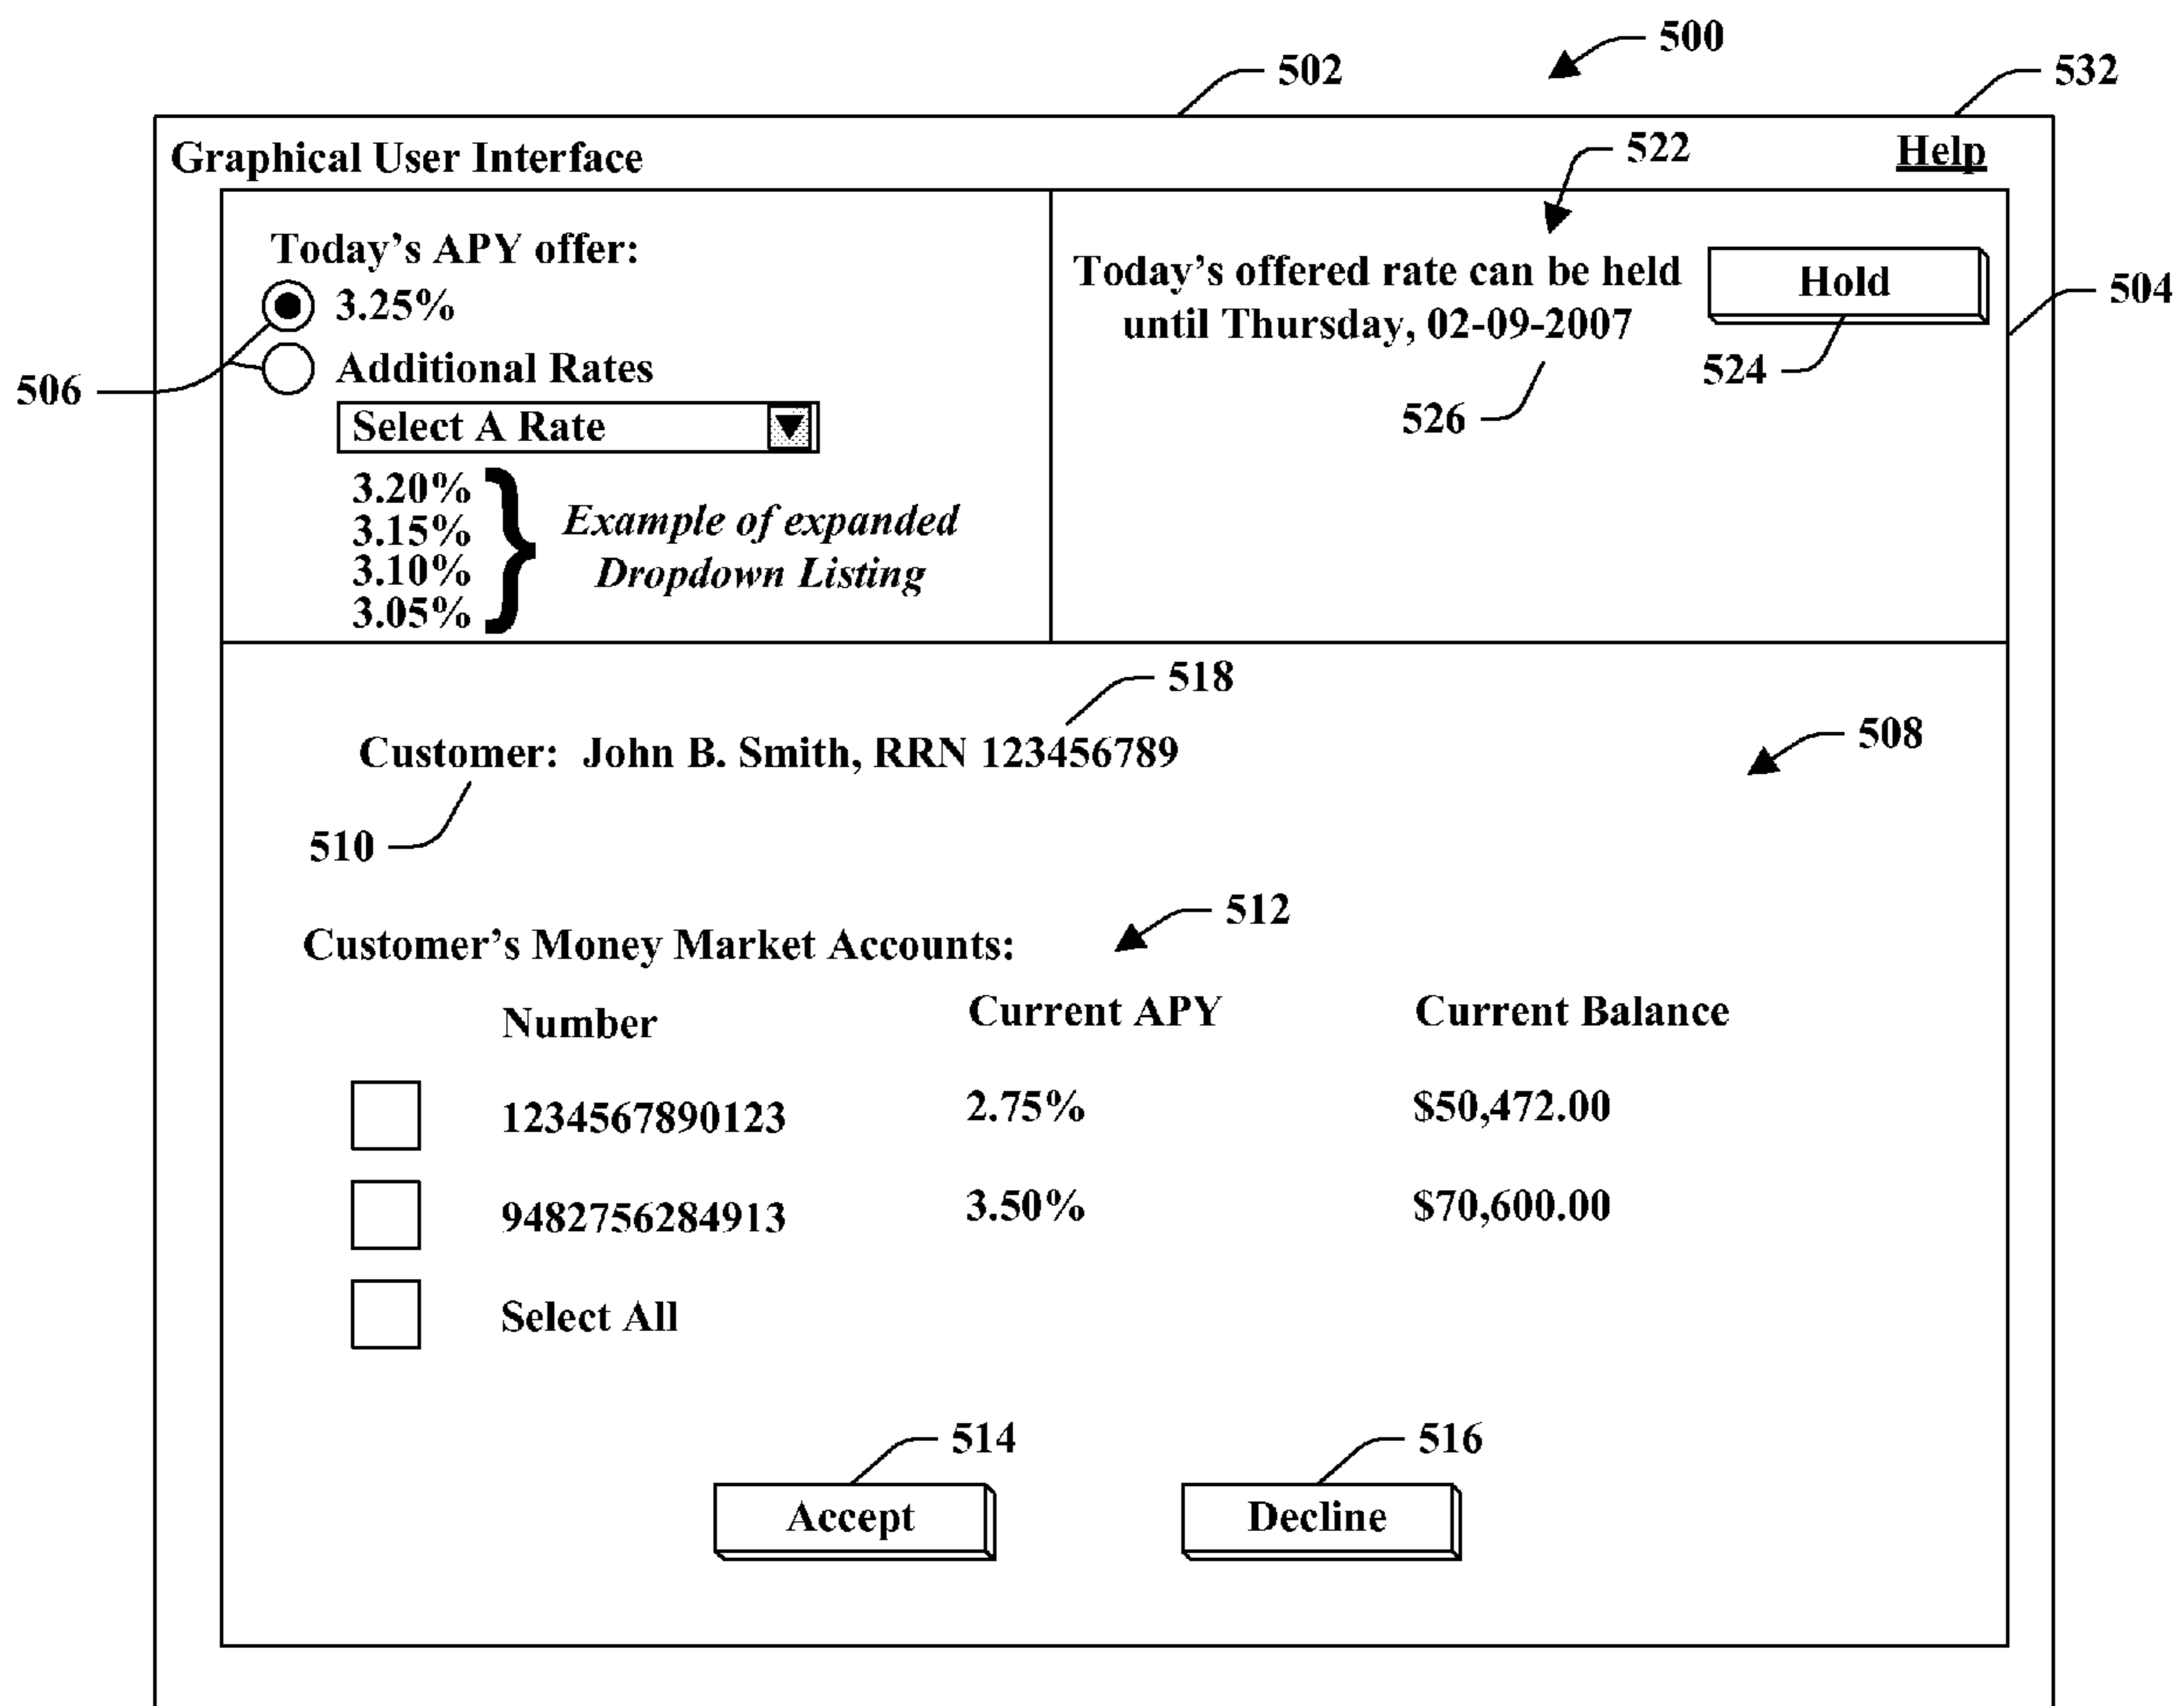 500
502
532
Graphical User Interface
522
Help
Today's APY offer:
3.25%
Additional Rates
506
Select A Rate
3.20%
3.15%
3.10%
3.05%
Example of expanded
Dropdown Listing
Today's offered rate can be held
until Thursday, 02-09-2007
Hold
504
524
526
518
508
Customer: John B. Smith, RRN 123456789
510
512
Customer's Money Market Accounts:
Number Current APY Current Balance
1234567890123 2.75% $50,472.00
9482756284913 3.50% $70,600.00
Select All
514 516
Accept Decline